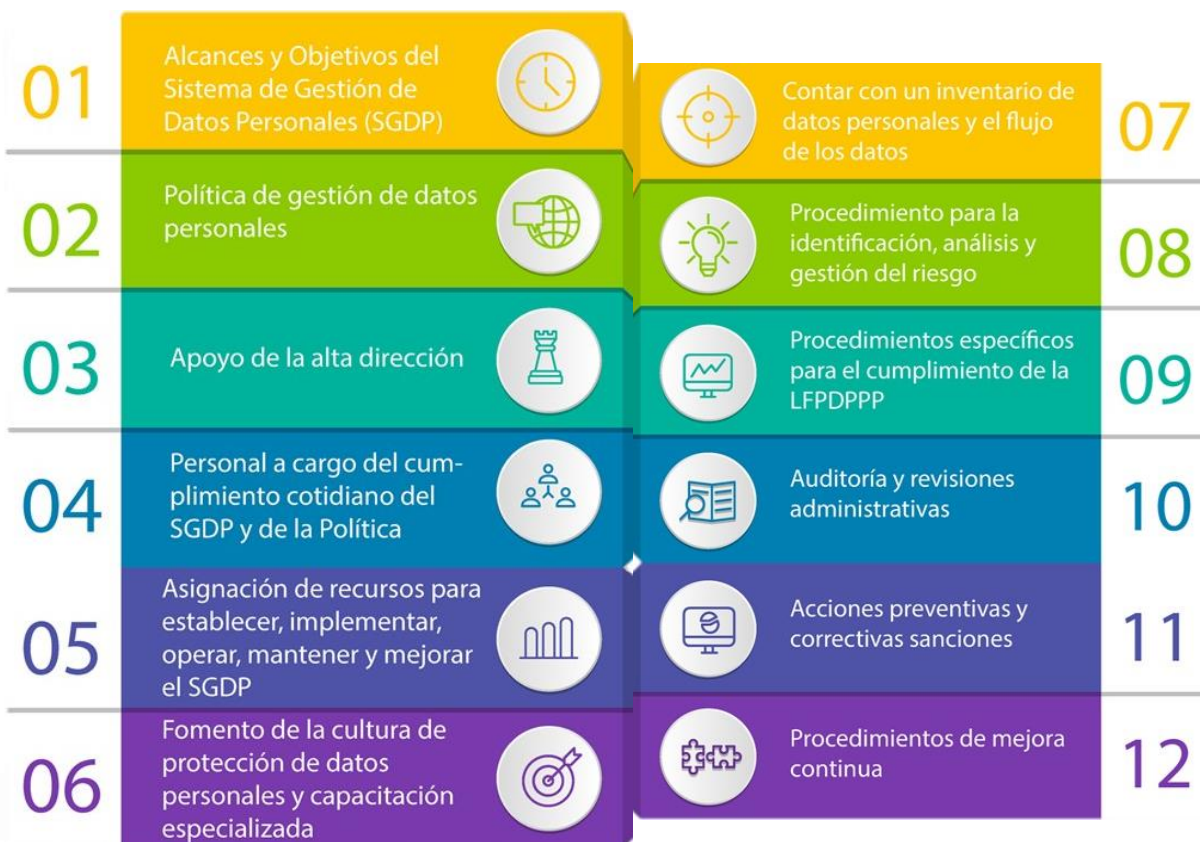 01
Alcances y Objetivos del
Sistema de Gestión de
Datos Personales (SGDP)
02
Política de gestión de datos
personales
03
Apoyo de la alta dirección
04
Personal a cargo del cum-
plimiento cotidiano del
SGDP y de la Política
05
Asignación de recursos para
establecer, implementar,
operar, mantener y mejorar
el SGDP
06
Fomento de la cultura de
protección de datos
personales y capacitación
especializada
Contar con un inventario de
datos personales y el flujo
de los datos
07
Procedimiento para la
identificación, análisis y
gestión del riesgo
08
Procedimientos específicos
para el cumplimiento de la
LFPDPPP
09
Auditoría y revisiones
administrativas
10
Acciones preventivas y
correctivas sanciones
11
Procedimientos de mejora
continua
12